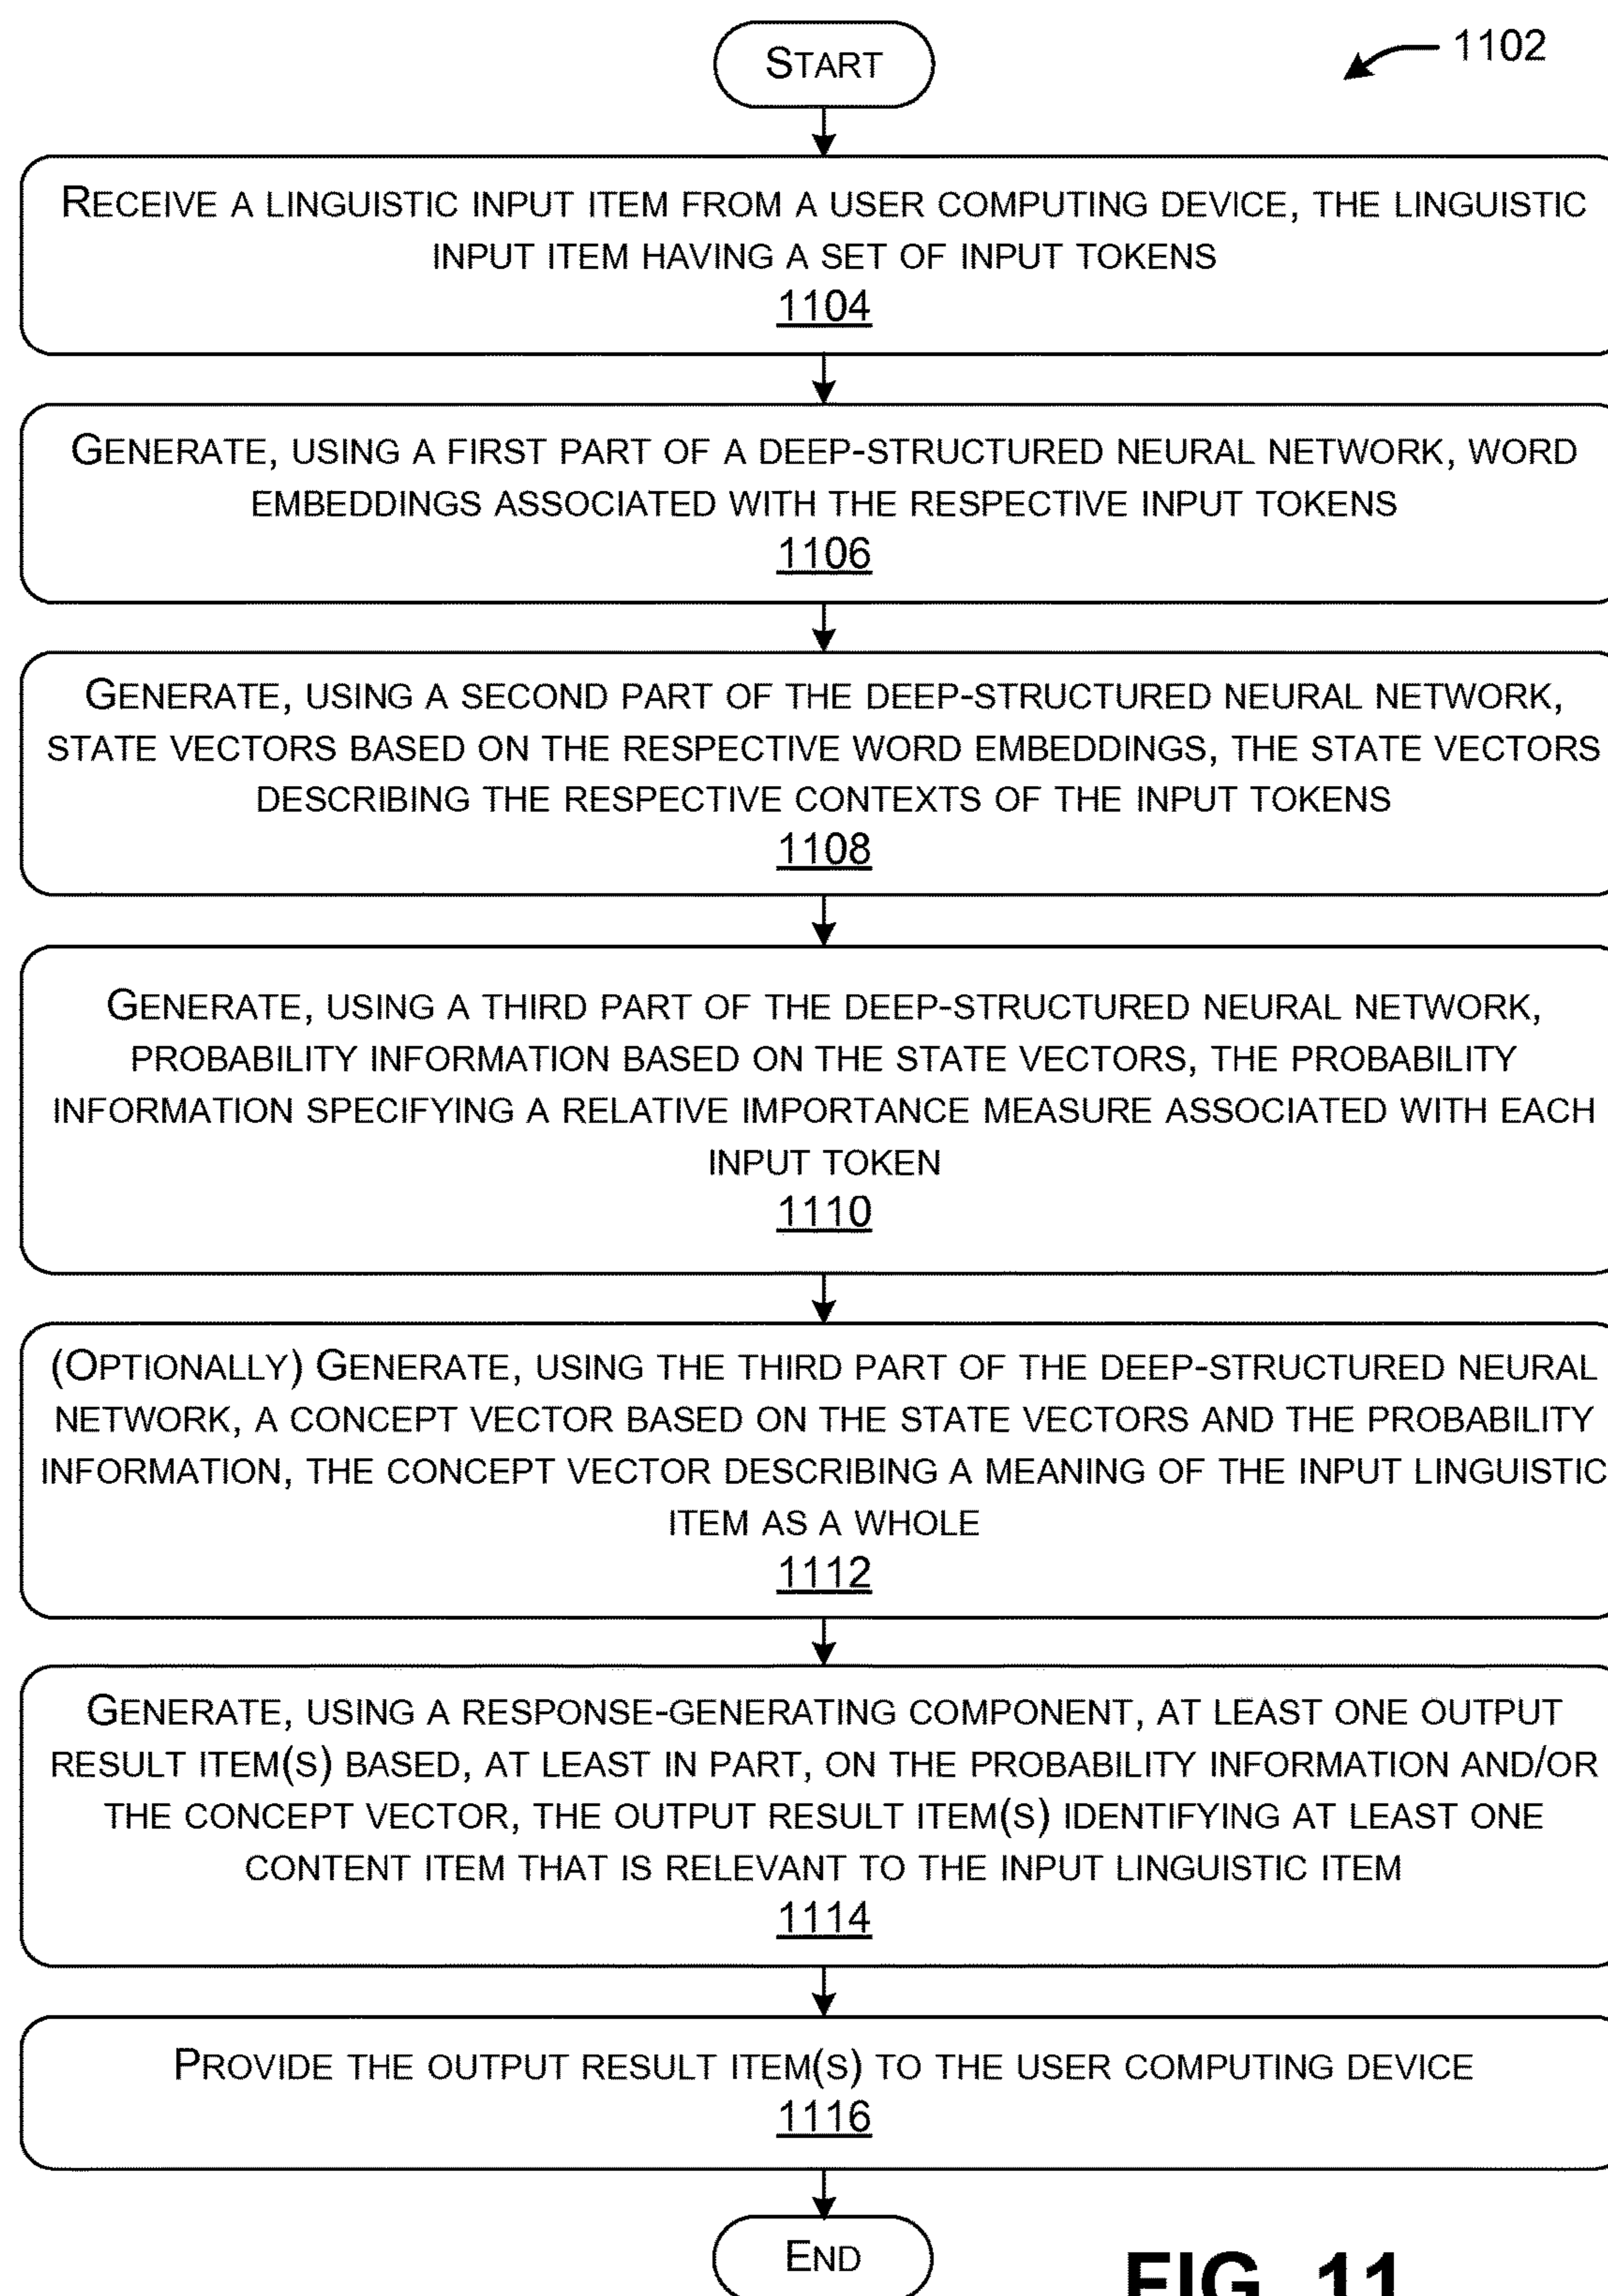 START
1102
RECEIVE A LINGUISTIC INPUT ITEM FROM A USER COMPUTING DEVICE, THE LINGUISTIC
INPUT ITEM HAVING A SET OF INPUT TOKENS
1104
GENERATE, USING A FIRST PART OF A DEEP-STRUCTURED NEURAL NETWORK, WORD
EMBEDDINGS ASSOCIATED WITH THE RESPECTIVE INPUT TOKENS
1106
GENERATE, USING A SECOND PART OF THE DEEP-STRUCTURED NEURAL NETWORK,
STATE VECTORS BASED ON THE RESPECTIVE WORD EMBEDDINGS, THE STATE VECTORS
DESCRIBING THE RESPECTIVE CONTEXTS OF THE INPUT TOKENS
1108
GENERATE, USING A THIRD PART OF THE DEEP-STRUCTURED NEURAL NETWORK,
PROBABILITY INFORMATION BASED ON THE STATE VECTORS, THE PROBABILITY
INFORMATION SPECIFYING A RELATIVE IMPORTANCE MEASURE ASSOCIATED WITH EACH
INPUT TOKEN
1110
(OPTIONALLY) GENERATE, USING THE THIRD PART OF THE DEEP-STRUCTURED NEURAL
NETWORK, A CONCEPT VECTOR BASED ON THE STATE VECTORS AND THE PROBABILITY
INFORMATION, THE CONCEPT VECTOR DESCRIBING A MEANING OF THE INPUT LINGUISTIC
ITEM AS A WHOLE
1112
GENERATE, USING A RESPONSE-GENERATING COMPONENT, AT LEAST ONE OUTPUT
RESULT ITEM(S) BASED, AT LEAST IN PART, ON THE PROBABILITY INFORMATION AND/OR
THE CONCEPT VECTOR, THE OUTPUT RESULT ITEM(S) IDENTIFYING AT LEAST ONE
CONTENT ITEM THAT IS RELEVANT TO THE INPUT LINGUISTIC ITEM
1114
PROVIDE THE OUTPUT RESULT ITEM(S) TO THE USER COMPUTING DEVICE
1116
END
FIG. 11